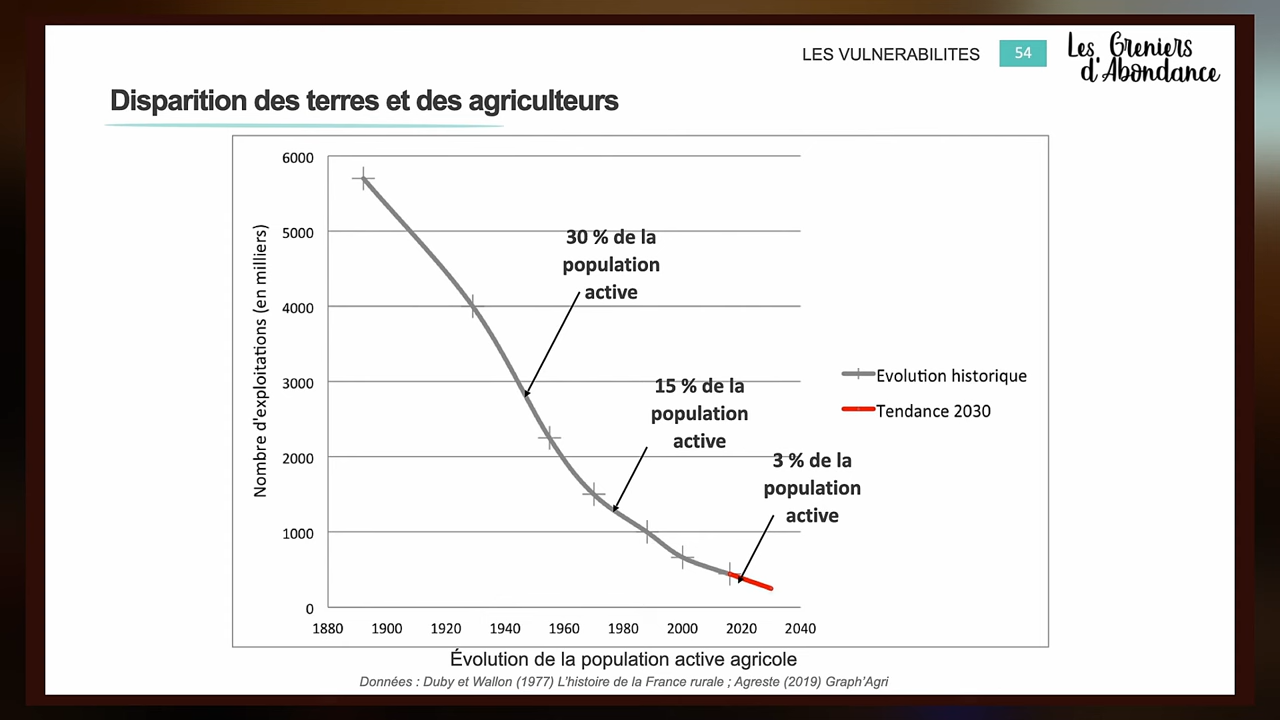 LES VULNERABILITES
54
Les Greniers
d'Abondance
Disparition des terres et des agriculteurs
Nombre d'exploitations (en milliers)
6000
5000
4000
3000
2000
1000
0
30 % de la
population
active
15 % de la
population
active
3 % de la
population
active
Evolution historique
Tendance 2030
1880 1900 1920 1940 1960 1980 2000 2020 2040
Évolution de la population active agricole
Données : Duby et Wallon (1977) L'histoire de la France rurale ; Agreste (2019) Graph'Agri